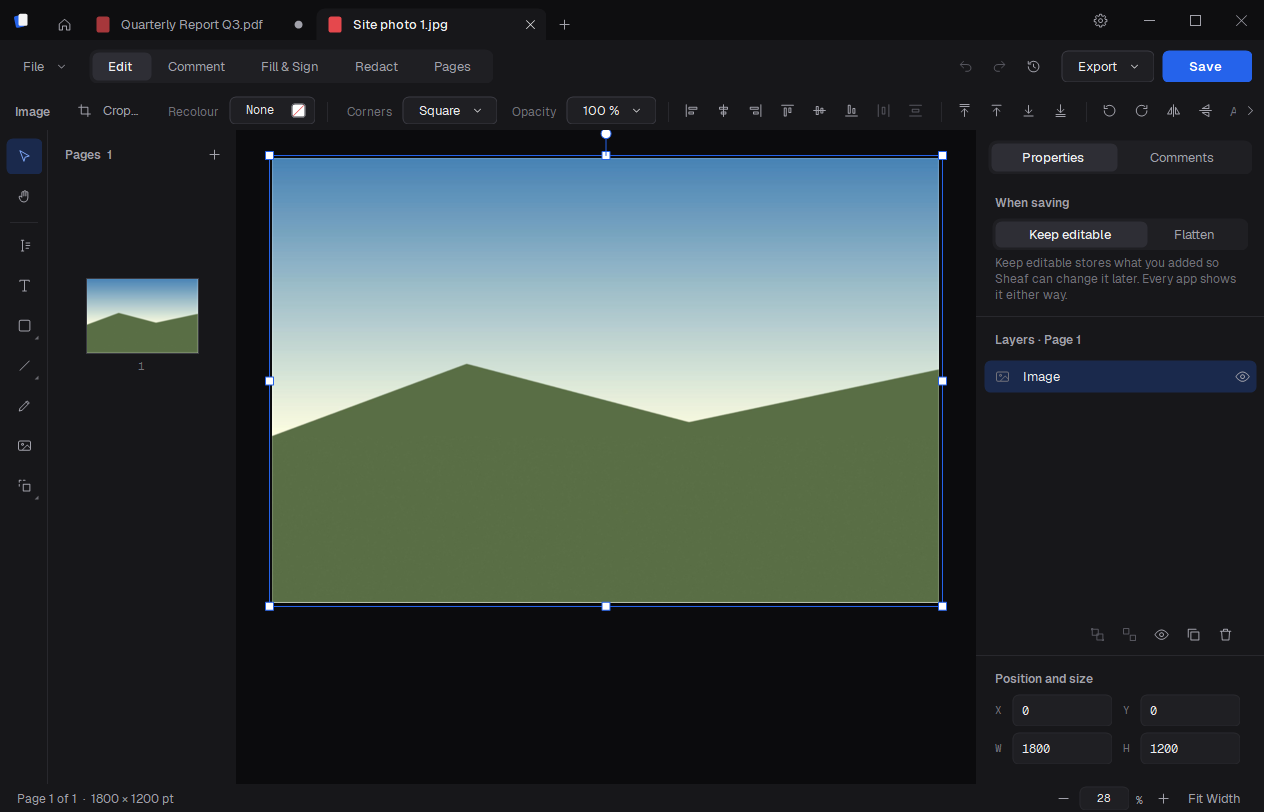 Quarterly Report Q3.pdf
Site photo 1.jpg
File
Edit
Comment
Fill & Sign
Redact
Pages
Export
Save
Image
Crop...
Recolour
None
Corners
Square
Opacity
100 %
Pages 1
1
Properties
Comments
When saving
Keep editable
Flatten
Keep editable stores what you added so
Sheaf can change it later. Every app shows
it either way.
Layers · Page 1
Image
Position and size
X 0
Y 0
W 1800
H 1200
Page 1 of 1 · 1800 × 1200 pt
28 %
Fit Width